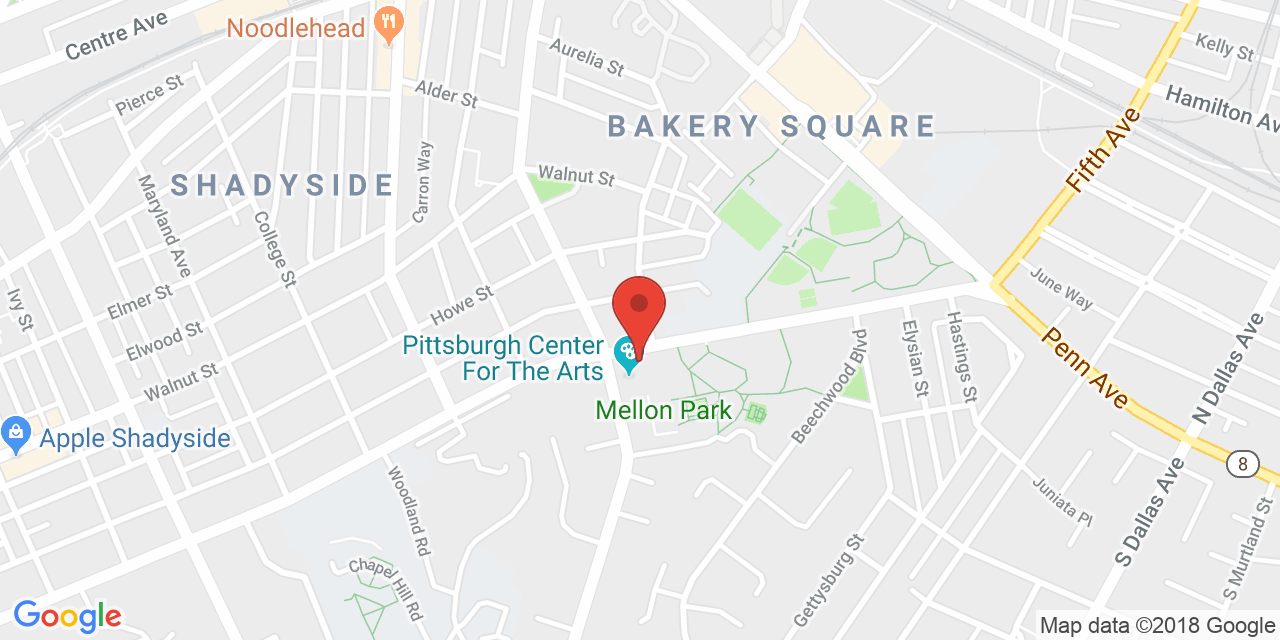 Centre Ave
Noodlehead
Kelly St
Aurelia St
Pierce St
Alder St
Hamilton Av
BAKERY SQUARE
Fifth Ave
Walnut St
SHADYSIDE
Carron Way
Maryland Ave
College St
June Way
Ivy St
Elmer St
Howe St
Elwood St
Hastings St
Elysian St
Pittsburgh Center
For The Arts
Beechwood Blvd
Penn Ave
N Dallas Ave
Walnut St
Mellon Park
Apple Shadyside
8
Woodland Rd
Juniata Pl
S Dallas Ave
Gettysburg St
S Murtland St
Chapel Hill Rd
Google
Map data ©2018 Google